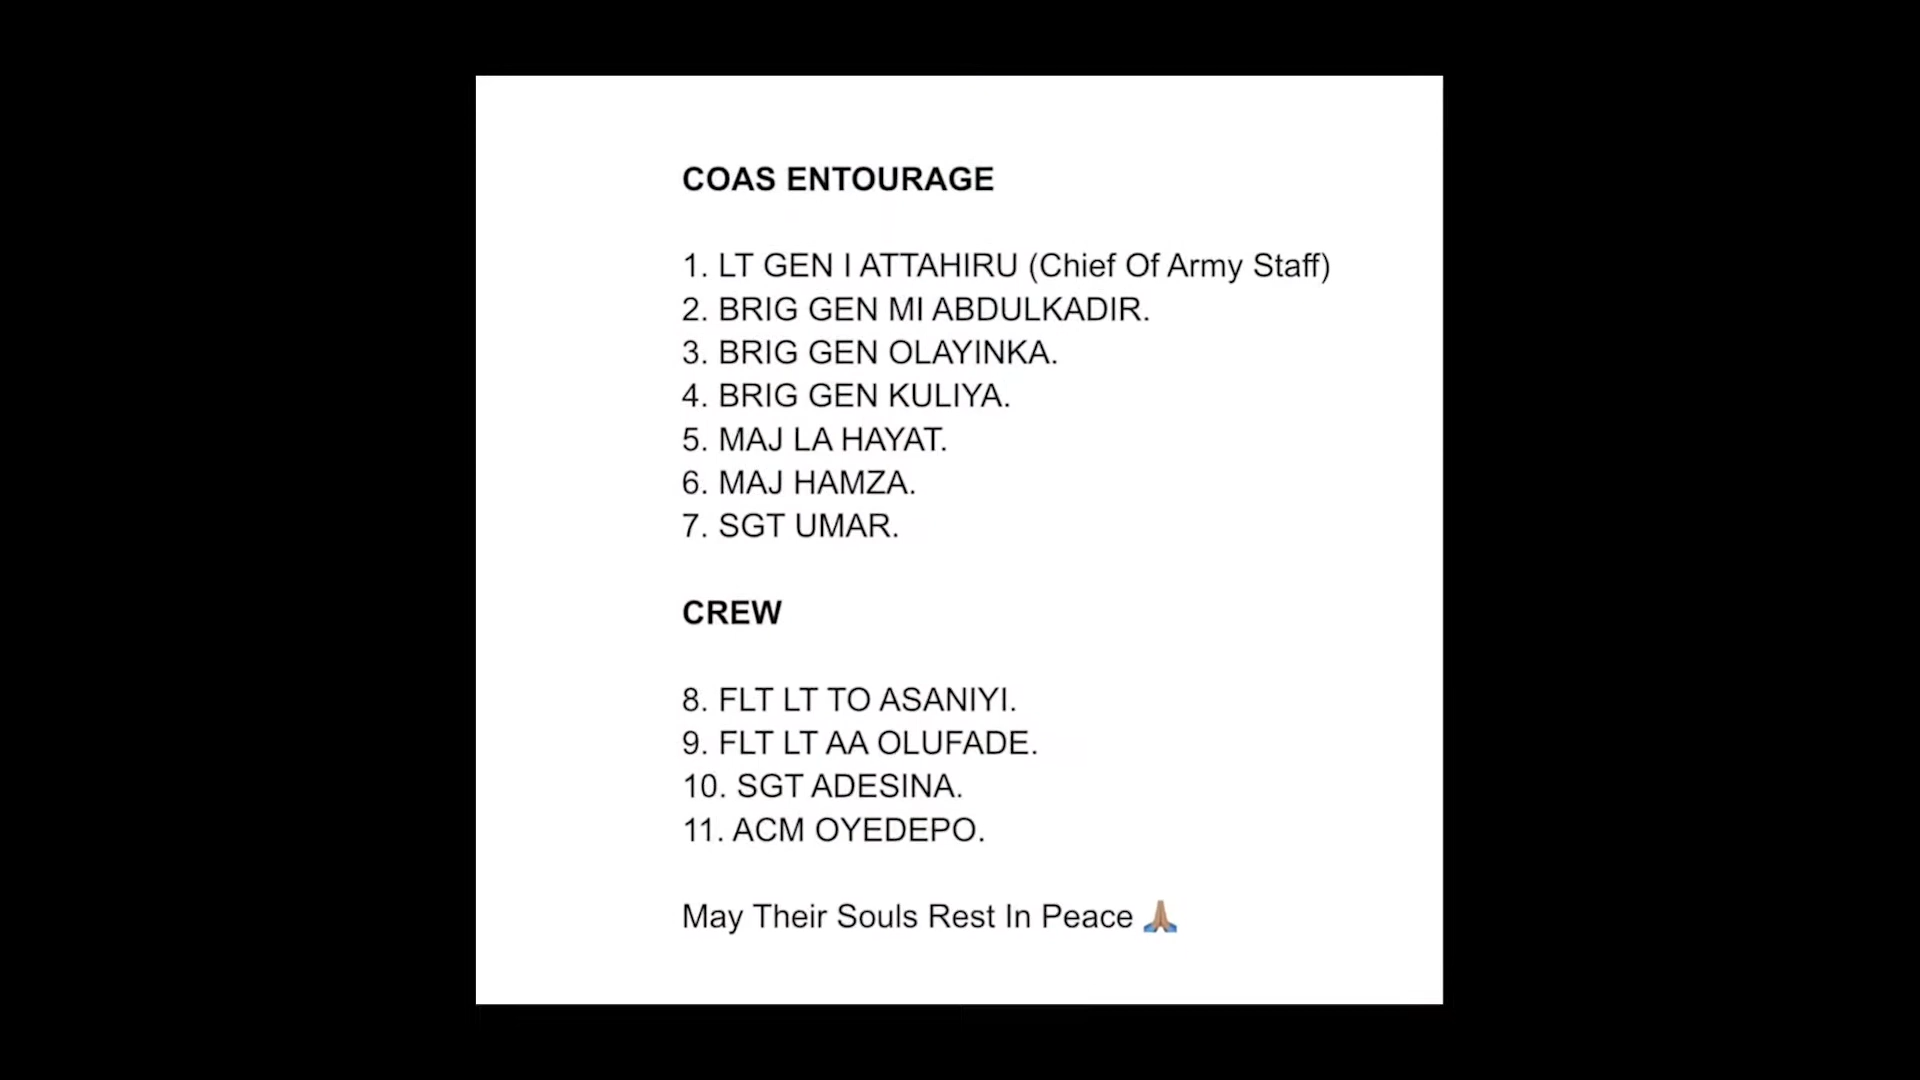 COAS ENTOURAGE
1. LT GEN I ATTAHIRU (Chief Of Army Staff)
2. BRIG GEN MI ABDULKADIR.
3. BRIG GEN OLAYINKA.
4. BRIG GEN KULIYA.
5. MAJ LA HAYAT.
6. MAJ HAMZA.
7. SGT UMAR.
CREW
8. FLT LT TO ASANIYI.
9. FLT LT AA OLUFADE.
10. SGT ADESINA.
11. ACM OYEDEPO.
May Their Souls Rest In Peace 🙏🏽